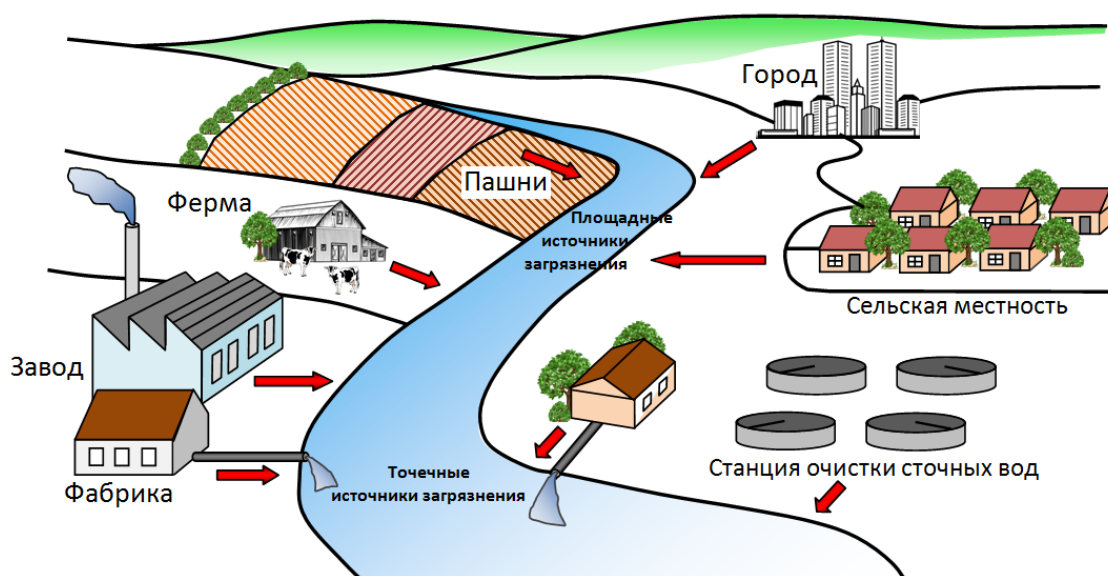 Город
Пашни
Ферма
Площадные
источники
загрязнения
Сельская местность
Завод
Фабрика
Точечные
источники загрязнения
Станция очистки сточных вод